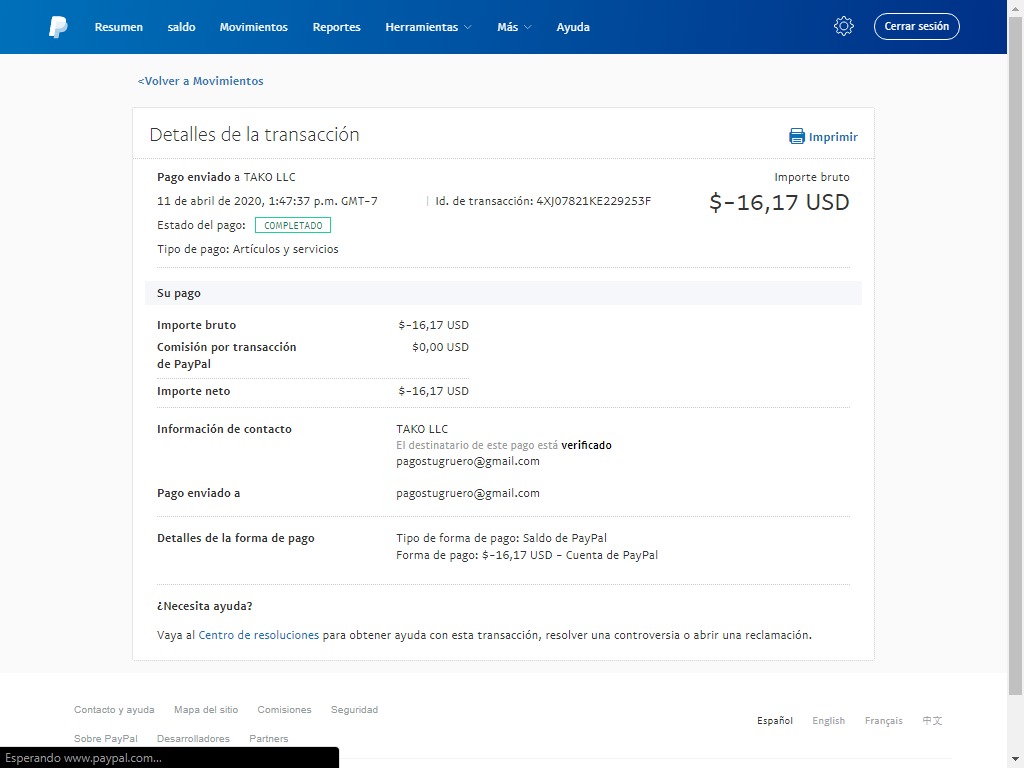 Resumen saldo Movimientos Reportes Herramientas Más Ayuda Cerrar sesión
<Volver a Movimientos
Detalles de la transacción
Imprimir
Pago enviado a TAKO LLC
Importe bruto
11 de abril de 2020, 1:47:37 p.m. GMT-7 | Id. de transacción: 4XJ07821KE229253F
$-16,17 USD
Estado del pago: COMPLETADO
Tipo de pago: Artículos y servicios
Su pago
Importe bruto $-16,17 USD
Comisión por transacción $0,00 USD
de PayPal
Importe neto $-16,17 USD
Información de contacto TAKO LLC
El destinatario de este pago está verificado
pagostugruero@gmail.com
Pago enviado a pagostugruero@gmail.com
Detalles de la forma de pago Tipo de forma de pago: Saldo de PayPal
Forma de pago: $-16,17 USD - Cuenta de PayPal
¿Necesita ayuda?
Vaya al Centro de resoluciones para obtener ayuda con esta transacción, resolver una controversia o abrir una reclamación.
Contacto y ayuda Mapa del sitio Comisiones Seguridad
Español English Français 中文
Sobre PayPal Desarrolladores Partners
Esperando www.paypal.com...